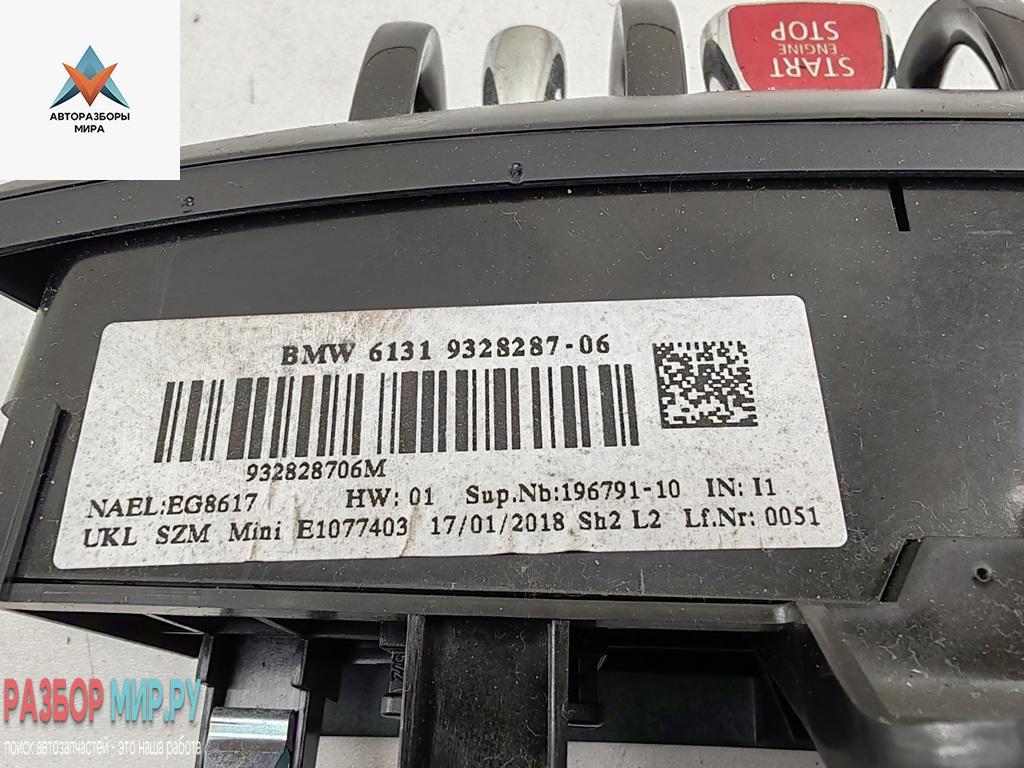 START
ENGINE
STOP
АВТОРАЗБОРЫ
МИРА
BMW 6131 9328287-06
932828706M
NAEL:EG8617 HW: 01 Sup.Nb:196791-10 IN: I1
UKL SZM Mini E1077403 17/01/2018 Sh2 L2 Lf.Nr: 0051
РАЗБОР МИР.РУ
поиск автозапчастей - это наша работа